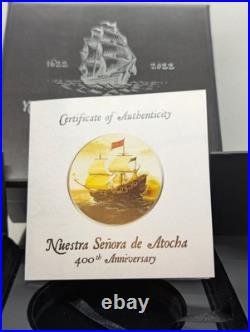 1622 2022
Certificate of Authenticity
Nuestra Señora de Atocha
400th Anniversary